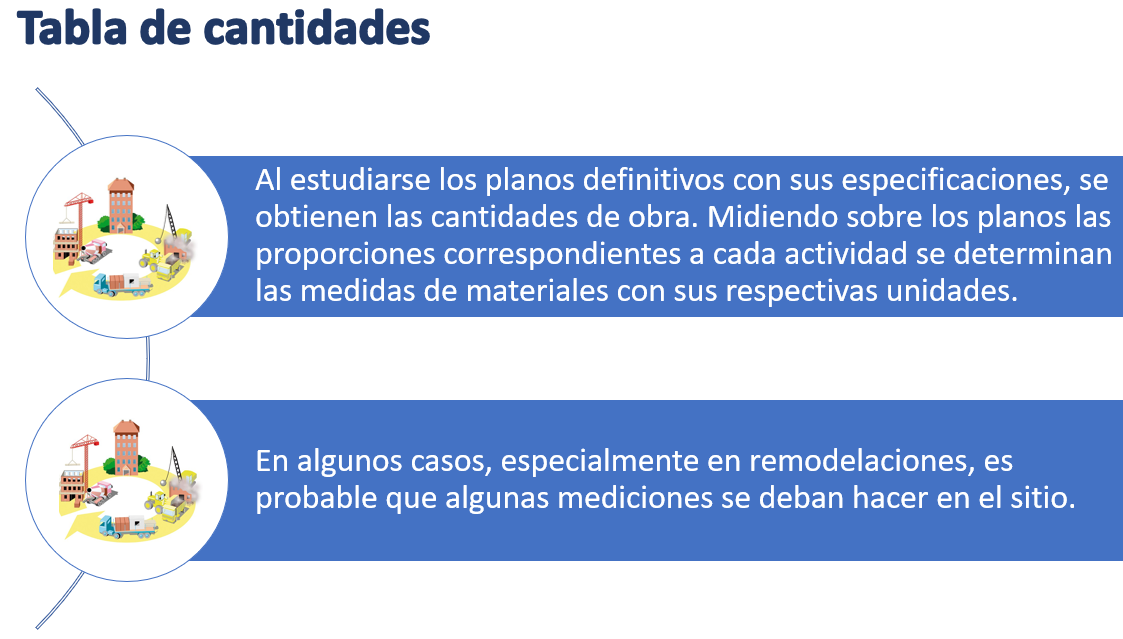 Tabla de cantidades
Al estudiarse los planos definitivos con sus especificaciones, se
obtienen las cantidades de obra. Midiendo sobre los planos las
proporciones correspondientes a cada actividad se determinan
las medidas de materiales con sus respectivas unidades.
En algunos casos, especialmente en remodelaciones, es
probable que algunas mediciones se deban hacer en el sitio.